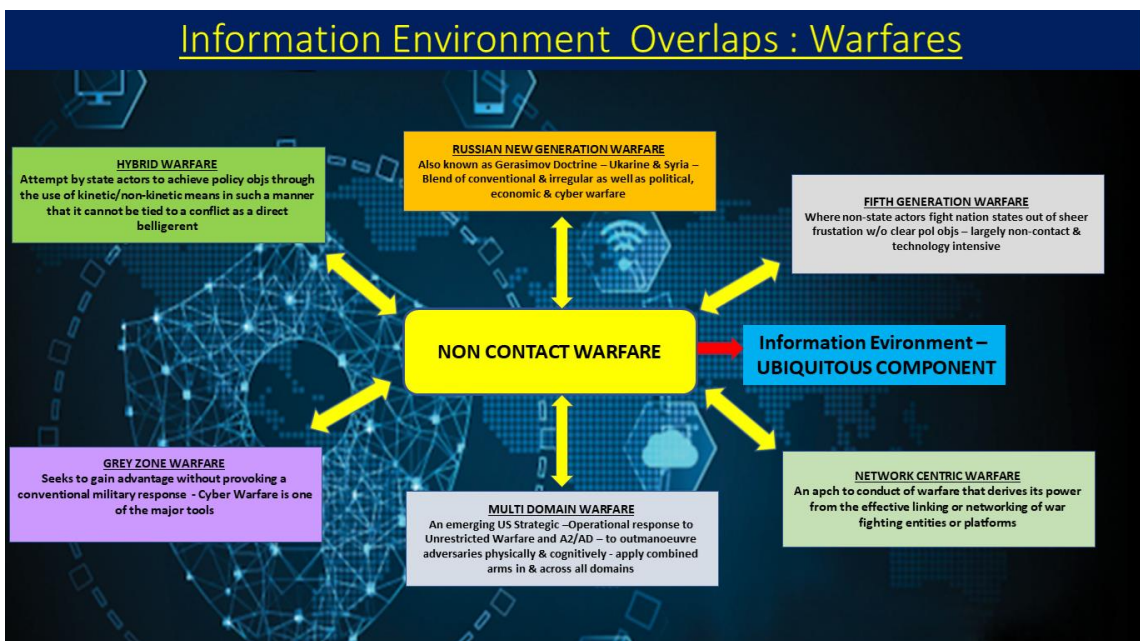 Information Environment  Overlaps : Warfares
HYBRID WARFARE
Attempt by state actors to achieve policy objs through
the use of kinetic/non-kinetic means in such a manner
that it cannot be tied to a conflict as a direct
belligerent
RUSSIAN NEW GENERATION WARFARE
Also known as Gerasimov Doctrine – Ukarine & Syria –
Blend of conventional & irregular as well as political,
economic & cyber warfare
FIFTH GENERATION WARFARE
Where non-state actors fight nation states out of sheer
frustation w/o clear pol objs – largely non-contact &
technology intensive
NON CONTACT WARFARE
Information Evironment –
UBIQUITOUS COMPONENT
GREY ZONE WARFARE
Seeks to gain advantage without provoking a
conventional military response - Cyber Warfare is one
of the major tools
MULTI DOMAIN WARFARE
An emerging US Strategic –Operational response to
Unrestricted Warfare and A2/AD – to outmanoeuvre
adversaries physically & cognitively - apply combined
arms in & across all domains
NETWORK CENTRIC WARFARE
An apch to conduct of warfare that derives its power
from the effective linking or networking of war
fighting entities or platforms